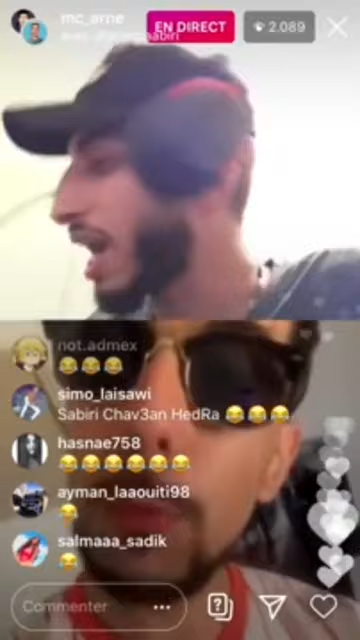 mc_arne
EN DIRECT
2.089
not.admex
😂😂😂
simo_laisawi
Sabiri Chav3an HedRa 😂😂😂
hasnae758
😂😂😂😂😂😂
ayman_laaouiti98
😂
salmaaa_sadik
😂
Commenter